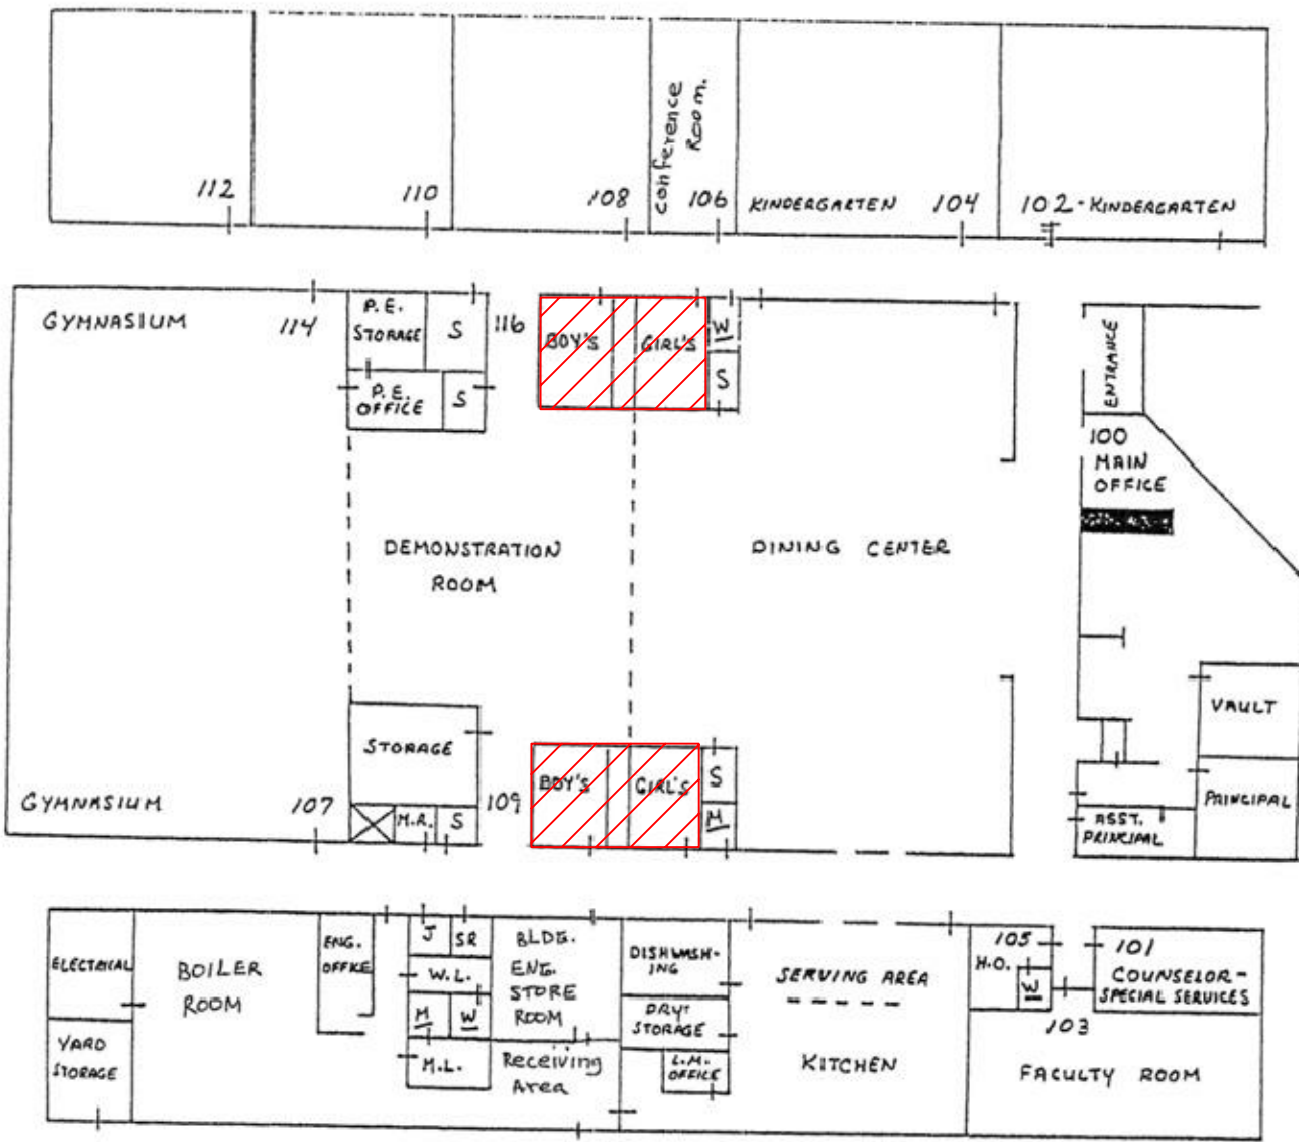 112
110
108
Conference
Room.
106
KINDERGARTEN 104
102-KINDERGARTEN
GYMNASIUM
114
P.E.
STORAGE
S
116
BOY'S
GIRL'S
W
S
P.E.
OFFICE
S
ENTRANCE
100
MAIN
OFFICE
DEMONSTRATION
ROOM
DINING CENTER
STORAGE
VAULT
GYMNASIUM
107
M.R.
S
109
BOY'S
GIRL'S
S
M
PRINCIPAL
ASST.
PRINCIPAL
ELECTRICAL
BOILER
ROOM
ENG.
OFFICE
J
SR
W.L.
M
W
M.L.
BLDG.
ENG.
STORE
ROOM
Receiving
Area
DISHWASH-
ING
DRY
STORAGE
L.M.
OFFICE
SERVING AREA
KITCHEN
105
H.O.
W
103
101
COUNSELOR-
SPECIAL SERVICES
FACULTY ROOM
YARD
STORAGE